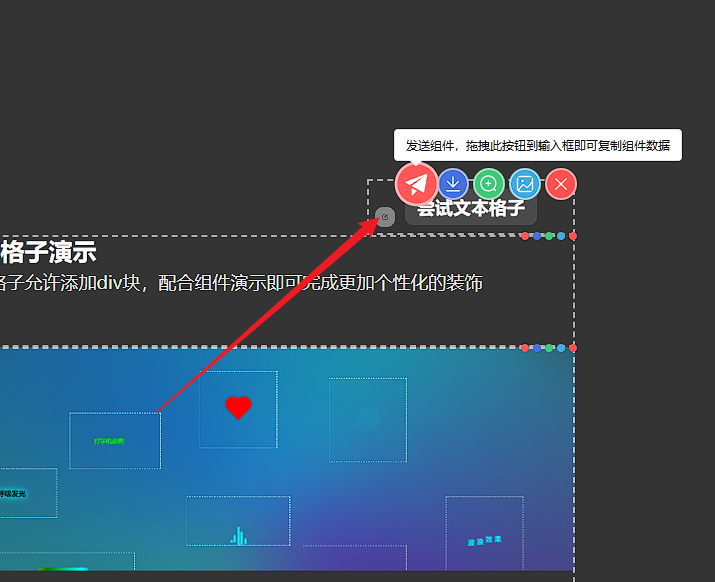 发送组件，拖拽此按钮到输入框即可复制组件数据
尝试文本格子
格子演示
格子允许添加div块，配合组件演示即可完成更加个性化的装饰
打字机动画
呼吸发光
波浪效果